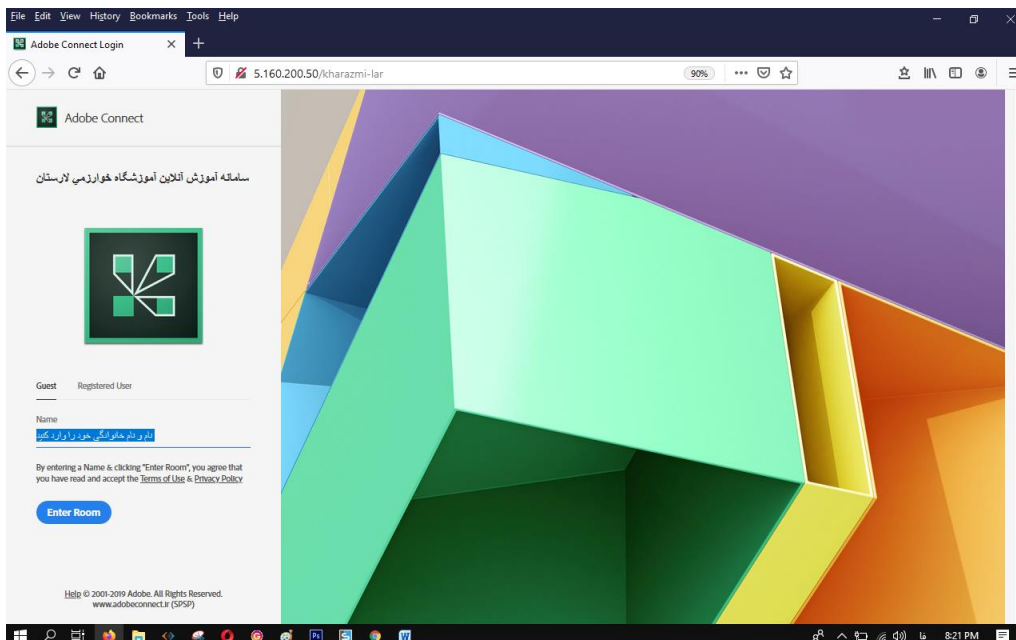 File Edit View History Bookmarks Tools Help
Adobe Connect Login
5.160.200.50/kharazmi-lar
90%
Adobe Connect
سامانه آموزش آنلاین آموزشگاه خوارزمي لارستان
Guest Registered User
Name
نام و نام خانوادگی خود را وارد کنید
By entering a Name & clicking "Enter Room", you agree that
you have read and accept the Terms of Use & Privacy Policy
Enter Room
Help © 2001-2019 Adobe. All Rights Reserved.
www.adobeconnect.ir (SPSP)
Ps
W
فا
8:21 PM